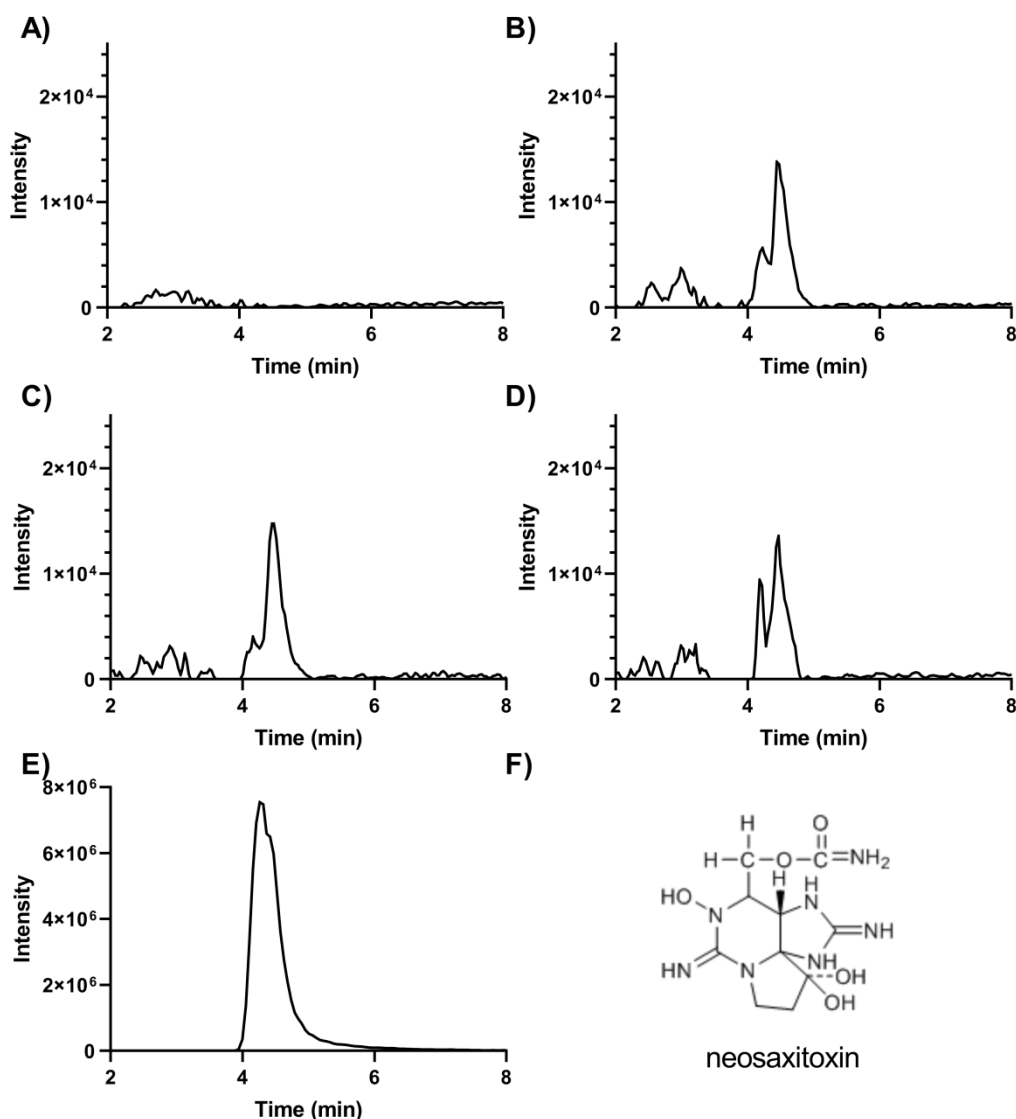 A)
Intensity
2×10⁴
1×10⁴
0
2 4 6 8
Time (min)
B)
Intensity
2×10⁴
1×10⁴
0
2 4 6 8
Time (min)
C)
Intensity
2×10⁴
1×10⁴
0
2 4 6 8
Time (min)
D)
Intensity
2×10⁴
1×10⁴
0
2 4 6 8
Time (min)
E)
Intensity
8×10⁶
6×10⁶
4×10⁶
2×10⁶
0
2 4 6 8
Time (min)
F)
H O
H C O C NH₂
H H
HO N N
NH
HN N NH
OH
OH
neosaxitoxin